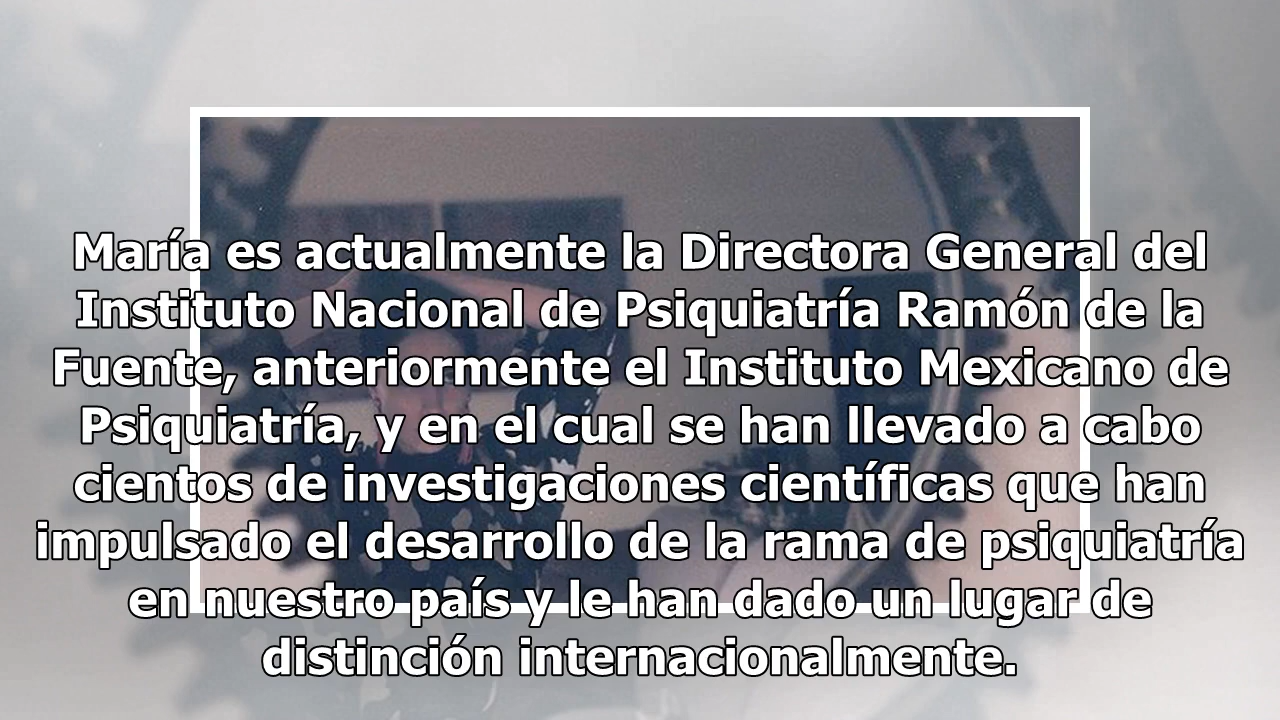 María es actualmente la Directora General del
Instituto Nacional de Psiquiatría Ramón de la
Fuente, anteriormente el Instituto Mexicano de
Psiquiatría, y en el cual se han llevado a cabo
cientos de investigaciones científicas que han
impulsado el desarrollo de la rama de psiquiatría
en nuestro país y le han dado un lugar de
distinción internacionalmente.